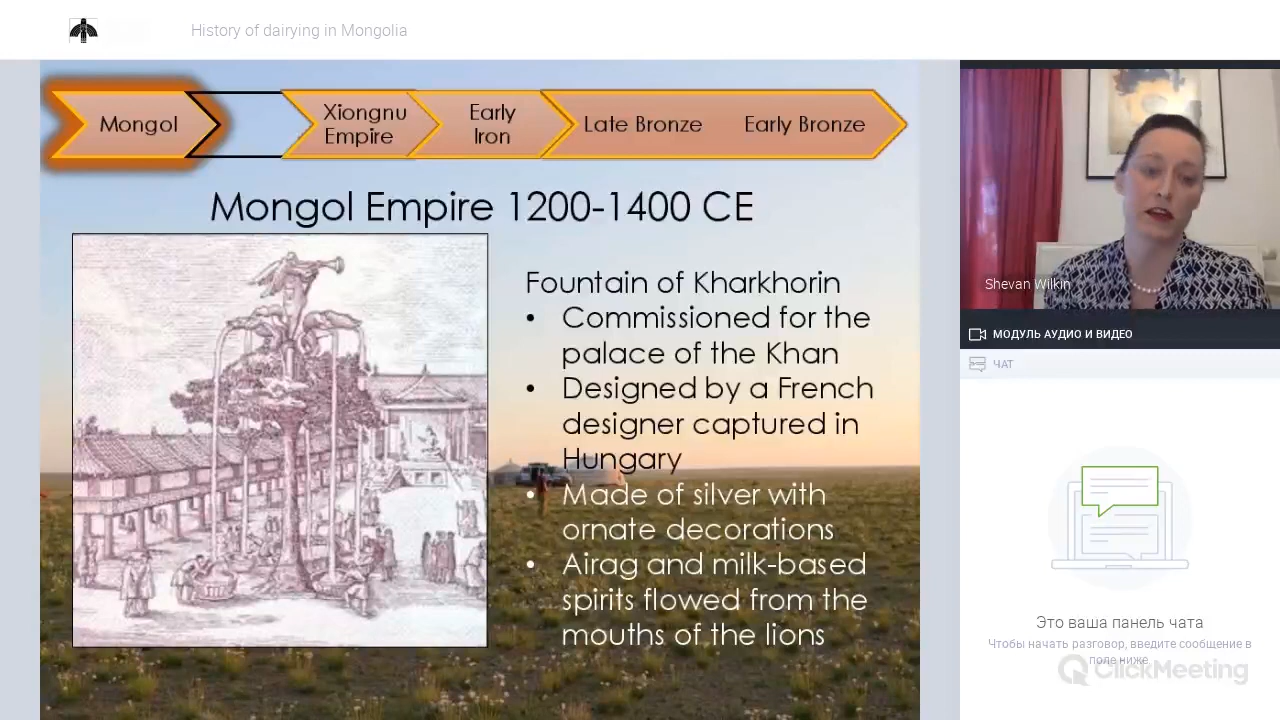 History of dairying in Mongolia
Mongol
Xiongnu
Empire
Early
Iron
Late Bronze
Early Bronze
Mongol Empire 1200-1400 CE
Fountain of Kharkhorin
• Commissioned for the
palace of the Khan
• Designed by a French
designer captured in
Hungary
• Made of silver with
ornate decorations
• Airag and milk-based
spirits flowed from the
mouths of the lions
Shevan Wilkin
МОДУЛЬ АУДИО И ВИДЕО
ЧАТ
Это ваша панель чата
Чтобы начать разговор, введите сообщение в
поле ниже
ClickMeeting